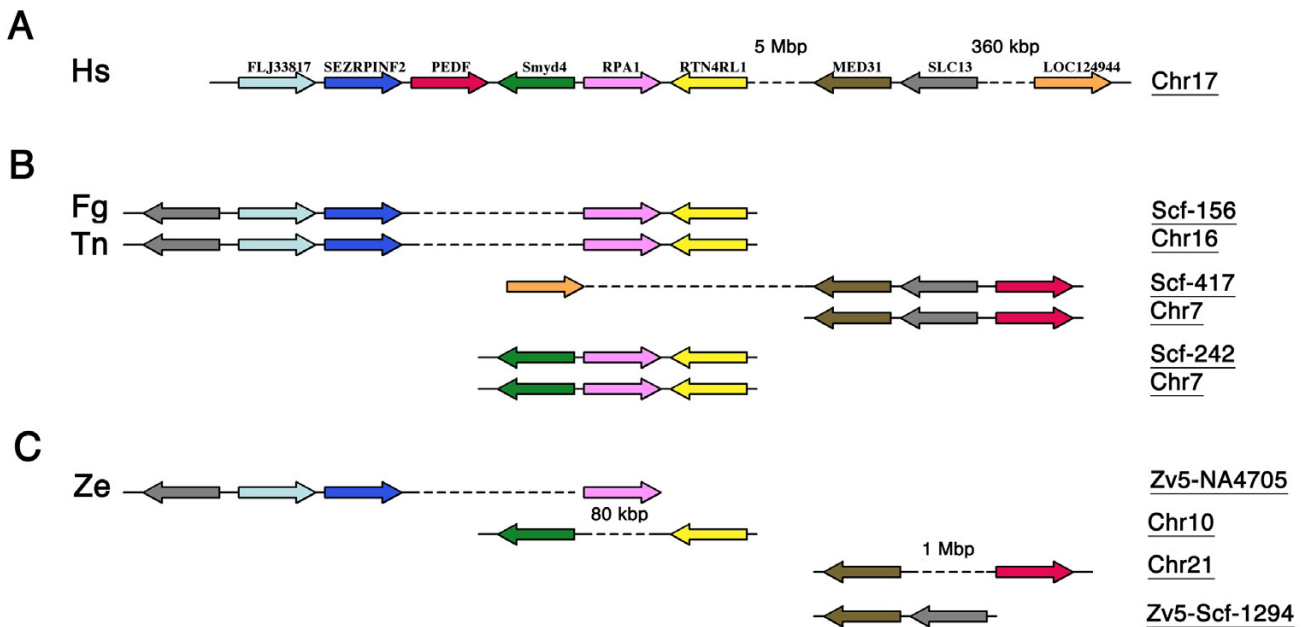 A
Hs
5 Mbp
360 kbp
FLJ33817 SEZRPINF2 PEDF Smyd4 RPA1 RTN4RL1 MED31 SLC13 LOC124944
Chr17
B
Fg
Scf-156
Tn
Chr16
Scf-417
Chr7
Scf-242
Chr7
C
Ze
Zv5-NA4705
80 kbp
Chr10
1 Mbp
Chr21
Zv5-Scf-1294